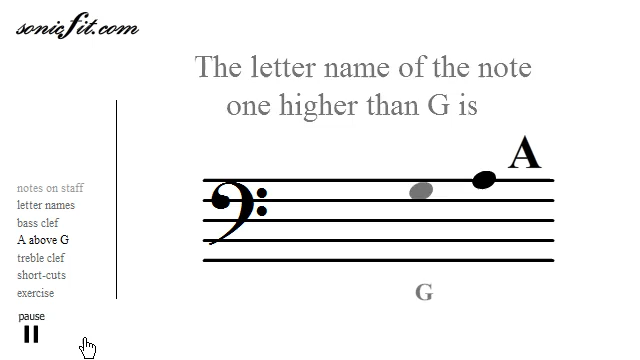 sonicfit.com
The letter name of the note
one higher than G is
A
notes on staff
letter names
bass clef
A above G
treble clef
short-cuts
exercise
G
pause